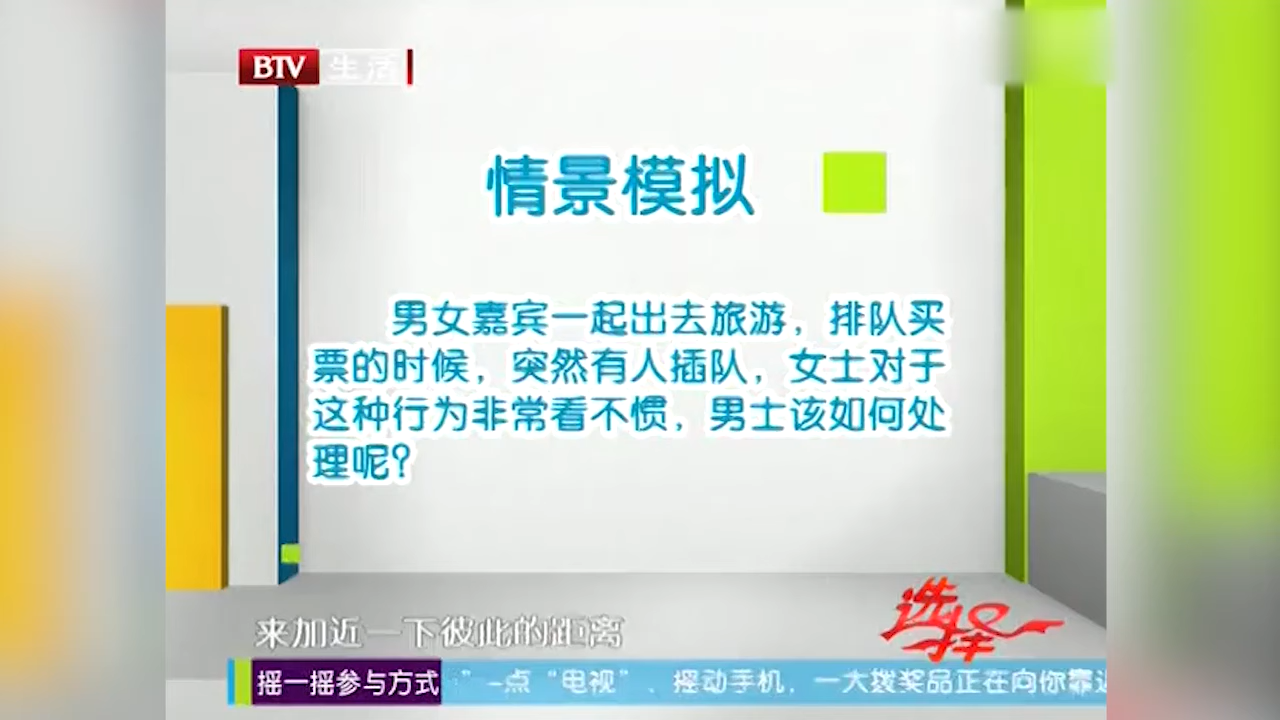 BTV 生活
情景模拟
男女嘉宾一起出去旅游，排队买
票的时候，突然有人插队，女士对于
这种行为非常看不惯，男士该如何处
理呢？
选择
来加近一下彼此的距离
摇一摇参与方式
”-点“电视”、摇动手机，一大拨奖品正在向你靠近